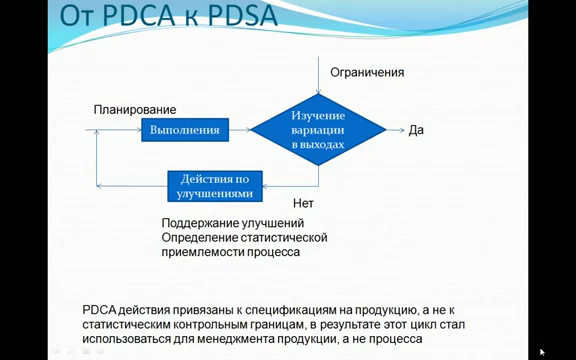 От PDCA к PDSA
Ограничения
Планирование
Выполнения
Изучение
вариации
в выходах
Да
Действия по
улучшениями
Нет
Поддержание улучшений
Определение статистической
приемлемости процесса
PDCA действия привязаны к спецификациям на продукцию, а не к
статистическим контрольным границам, в результате этот цикл стал
использоваться для менеджмента продукции, а не процесса